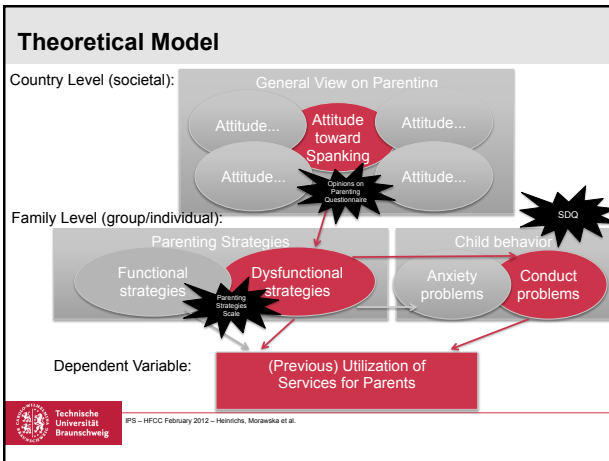 Theoretical Model
Country Level (societal):
General View on Parenting
Attitude...
Attitude
toward
Spanking
Attitude...
Attitude...
Attitude...
Opinions on
Parenting
Questionnaire
SDQ
Family Level (group/individual):
Parenting Strategies
Child behavior
Functional
strategies
Dysfunctional
strategies
Anxiety
problems
Conduct
problems
Parenting
Strategies
Scale
Dependent Variable:
(Previous) Utilization of
Services for Parents
Technische
Universität
Braunschweig
IPS – HFCC February 2012 – Heinrichs, Morawska et al.